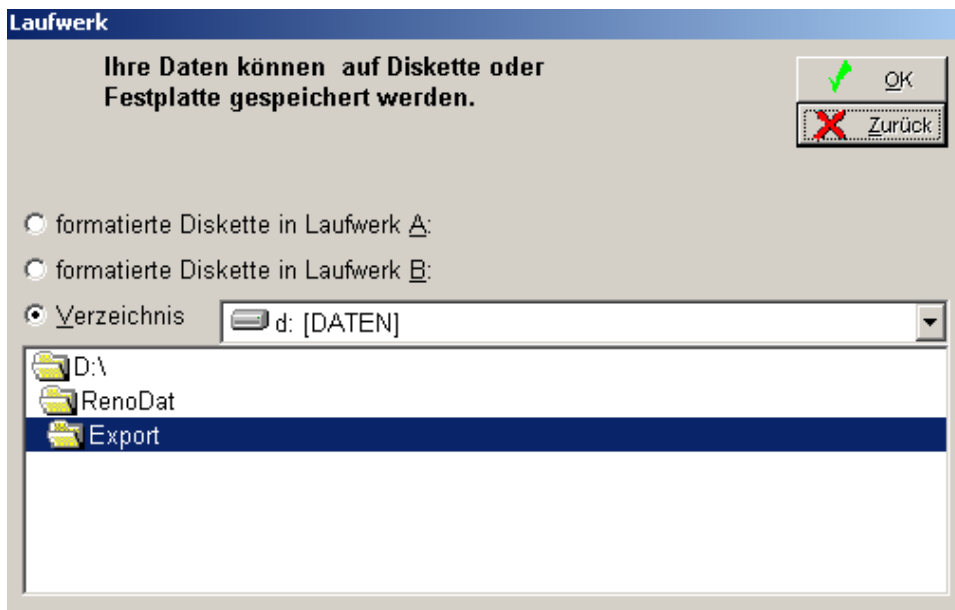 Laufwerk
Ihre Daten können auf Diskette oder
Festplatte gespeichert werden.
OK
Zurück
formatierte Diskette in Laufwerk A:
formatierte Diskette in Laufwerk B:
Verzeichnis
d: [DATEN]
D:\
RenoDat
Export